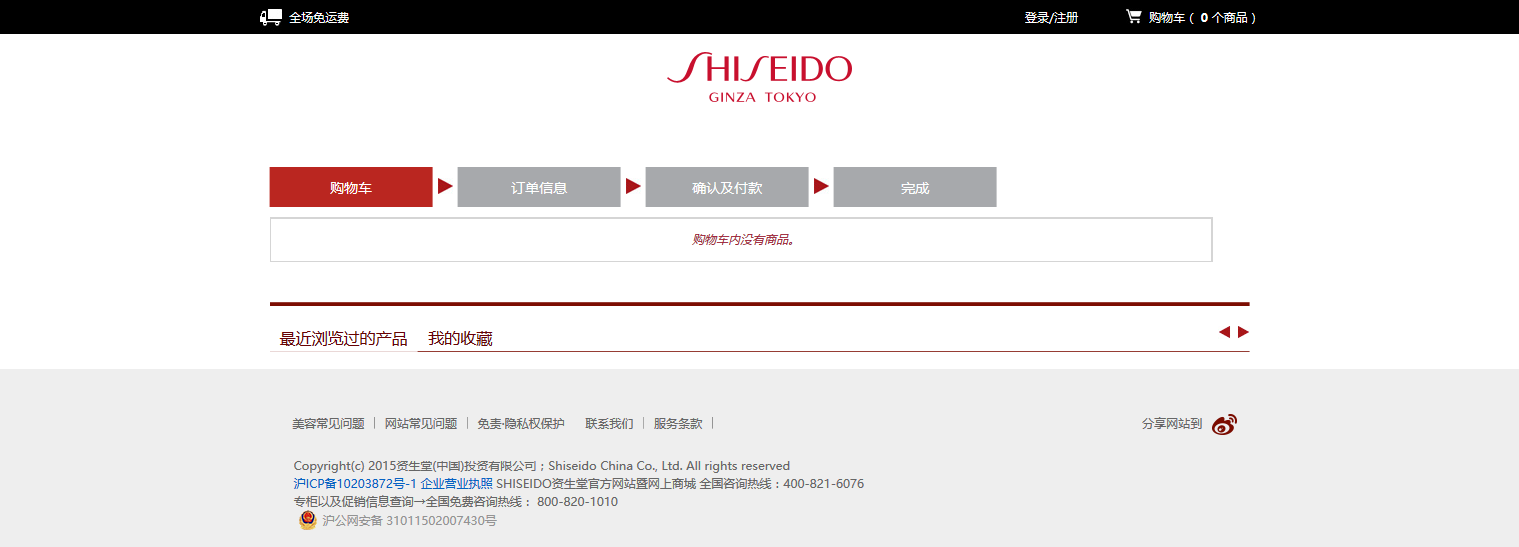 全场免运费 登录/注册 购物车 ( 0 个商品 )
SHISEIDO
GINZA TOKYO
购物车 订单信息 确认及付款 完成
购物车内没有商品。
最近浏览过的产品 我的收藏
美容常见问题 | 网站常见问题 | 免责·隐私权保护 联系我们 | 服务条款 | 分享网站到
Copyright(c) 2015资生堂(中国)投资有限公司；Shiseido China Co., Ltd. All rights reserved
沪ICP备10203872号-1 企业营业执照 SHISEIDO资生堂官方网站暨网上商城 全国咨询热线：400-821-6076
专柜以及促销信息查询→全国免费咨询热线： 800-820-1010
沪公网安备 31011502007430号